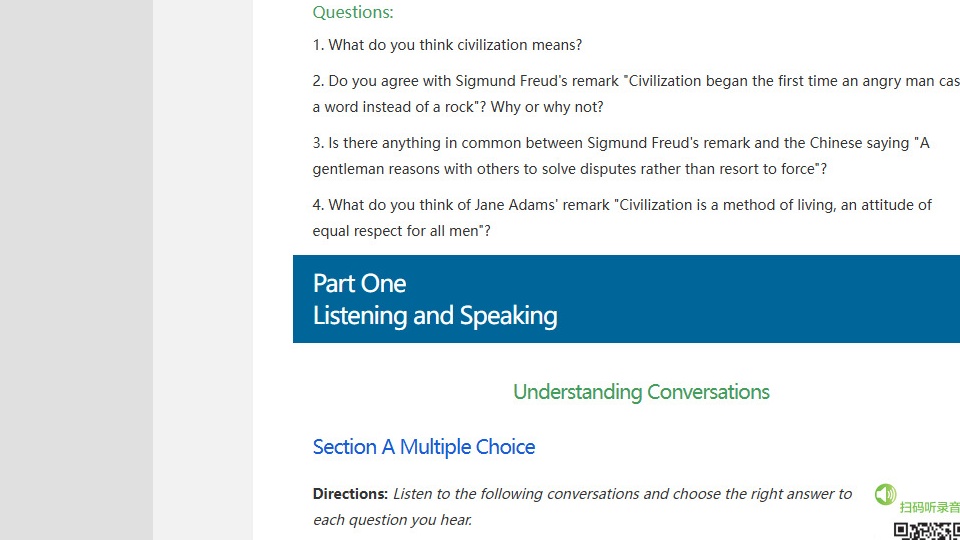 Questions:
1. What do you think civilization means?
2. Do you agree with Sigmund Freud's remark "Civilization began the first time an angry man cas
a word instead of a rock"? Why or why not?
3. Is there anything in common between Sigmund Freud's remark and the Chinese saying "A
gentleman reasons with others to solve disputes rather than resort to force"?
4. What do you think of Jane Adams' remark "Civilization is a method of living, an attitude of
equal respect for all men"?
Part One
Listening and Speaking
Understanding Conversations
Section A Multiple Choice
Directions: Listen to the following conversations and choose the right answer to
each question you hear.
扫码听录音